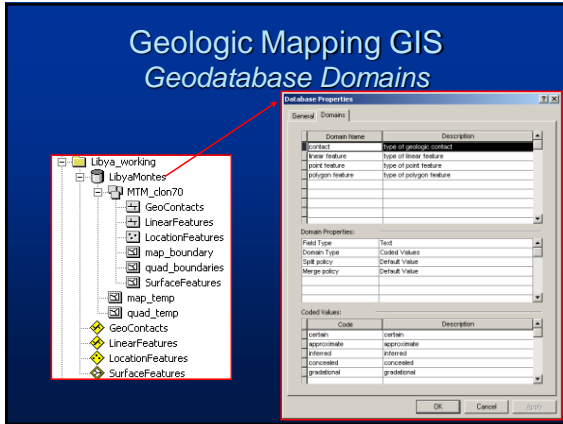 Geologic Mapping GIS
Geodatabase Domains
Libya_working
LibyaMontes
MTM_clon70
GeoContacts
LinearFeatures
LocationFeatures
map_boundary
quad_boundaries
SurfaceFeatures
map_temp
quad_temp
GeoContacts
LinearFeatures
LocationFeatures
SurfaceFeatures
Database Properties
General Domains
Domain Name Description
contact type of geologic contact
linear feature type of linear feature
point feature type of point feature
polygon feature type of polygon feature
Domain Properties:
Field Type Text
Domain Type Coded Values
Split policy Default Value
Merge policy Default Value
Coded Values:
Code Description
certain certain
approximate approximate
inferred inferred
concealed concealed
gradational gradational
OK Cancel Apply